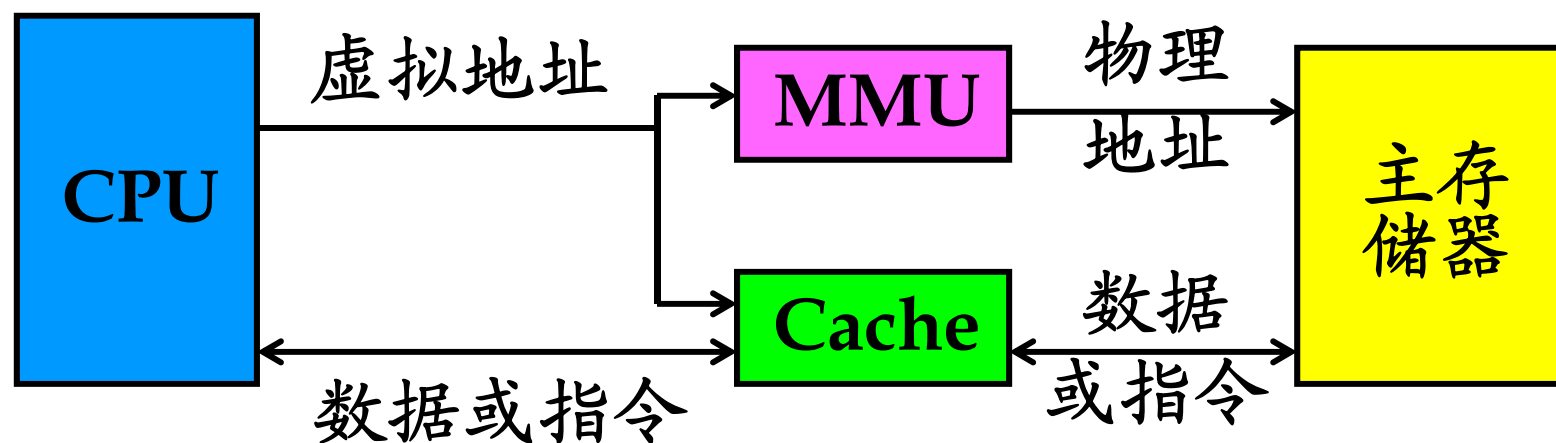 虚拟地址
MMU
物理
地址
CPU
主存
储器
Cache
数据
或指令
数据或指令